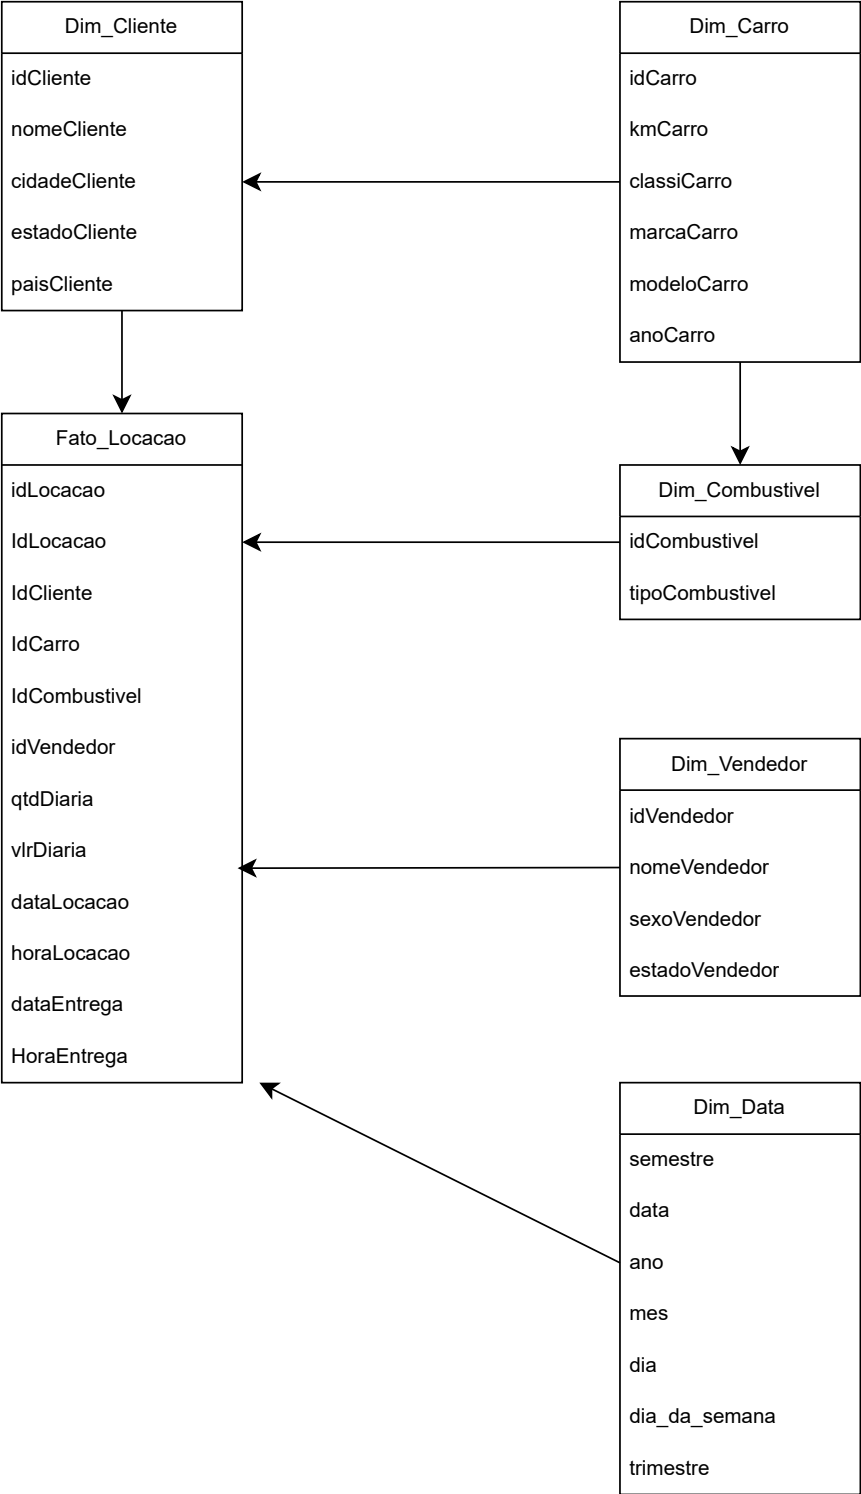 Dim_Cliente
idCliente
nomeCliente
cidadeCliente
estadoCliente
paisCliente
Dim_Carro
idCarro
kmCarro
classiCarro
marcaCarro
modeloCarro
anoCarro
Fato_Locacao
idLocacao
IdLocacao
IdCliente
IdCarro
IdCombustivel
idVendedor
qtdDiaria
vlrDiaria
dataLocacao
horaLocacao
dataEntrega
HoraEntrega
Dim_Combustivel
idCombustivel
tipoCombustivel
Dim_Vendedor
idVendedor
nomeVendedor
sexoVendedor
estadoVendedor
Dim_Data
semestre
data
ano
mes
dia
dia_da_semana
trimestre